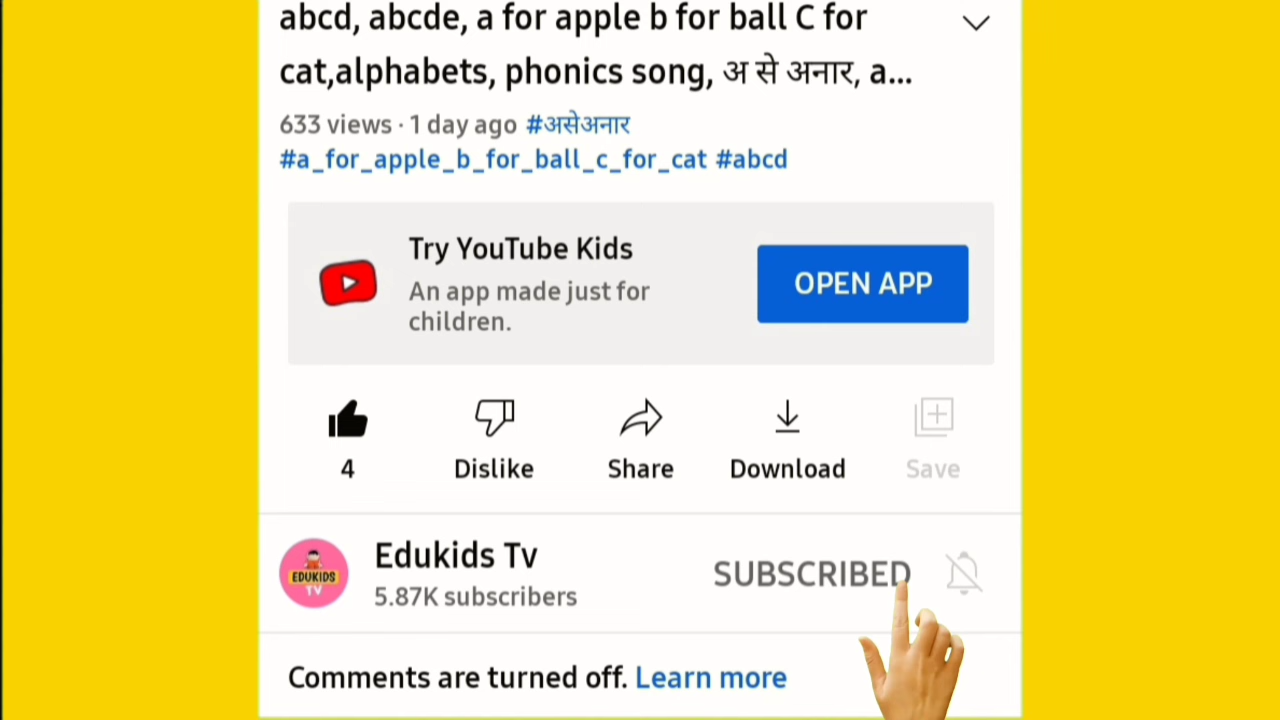 abcd, abcde, a for apple b for ball C for
cat,alphabets, phonics song, अ से अनार, a...
633 views · 1 day ago #असेअनार
#a_for_apple_b_for_ball_c_for_cat #abcd
Try YouTube Kids
An app made just for
children.
OPEN APP
4
Dislike
Share
Download
Save
EDUKIDS
TV
Edukids Tv
5.87K subscribers
SUBSCRIBED
Comments are turned off. Learn more